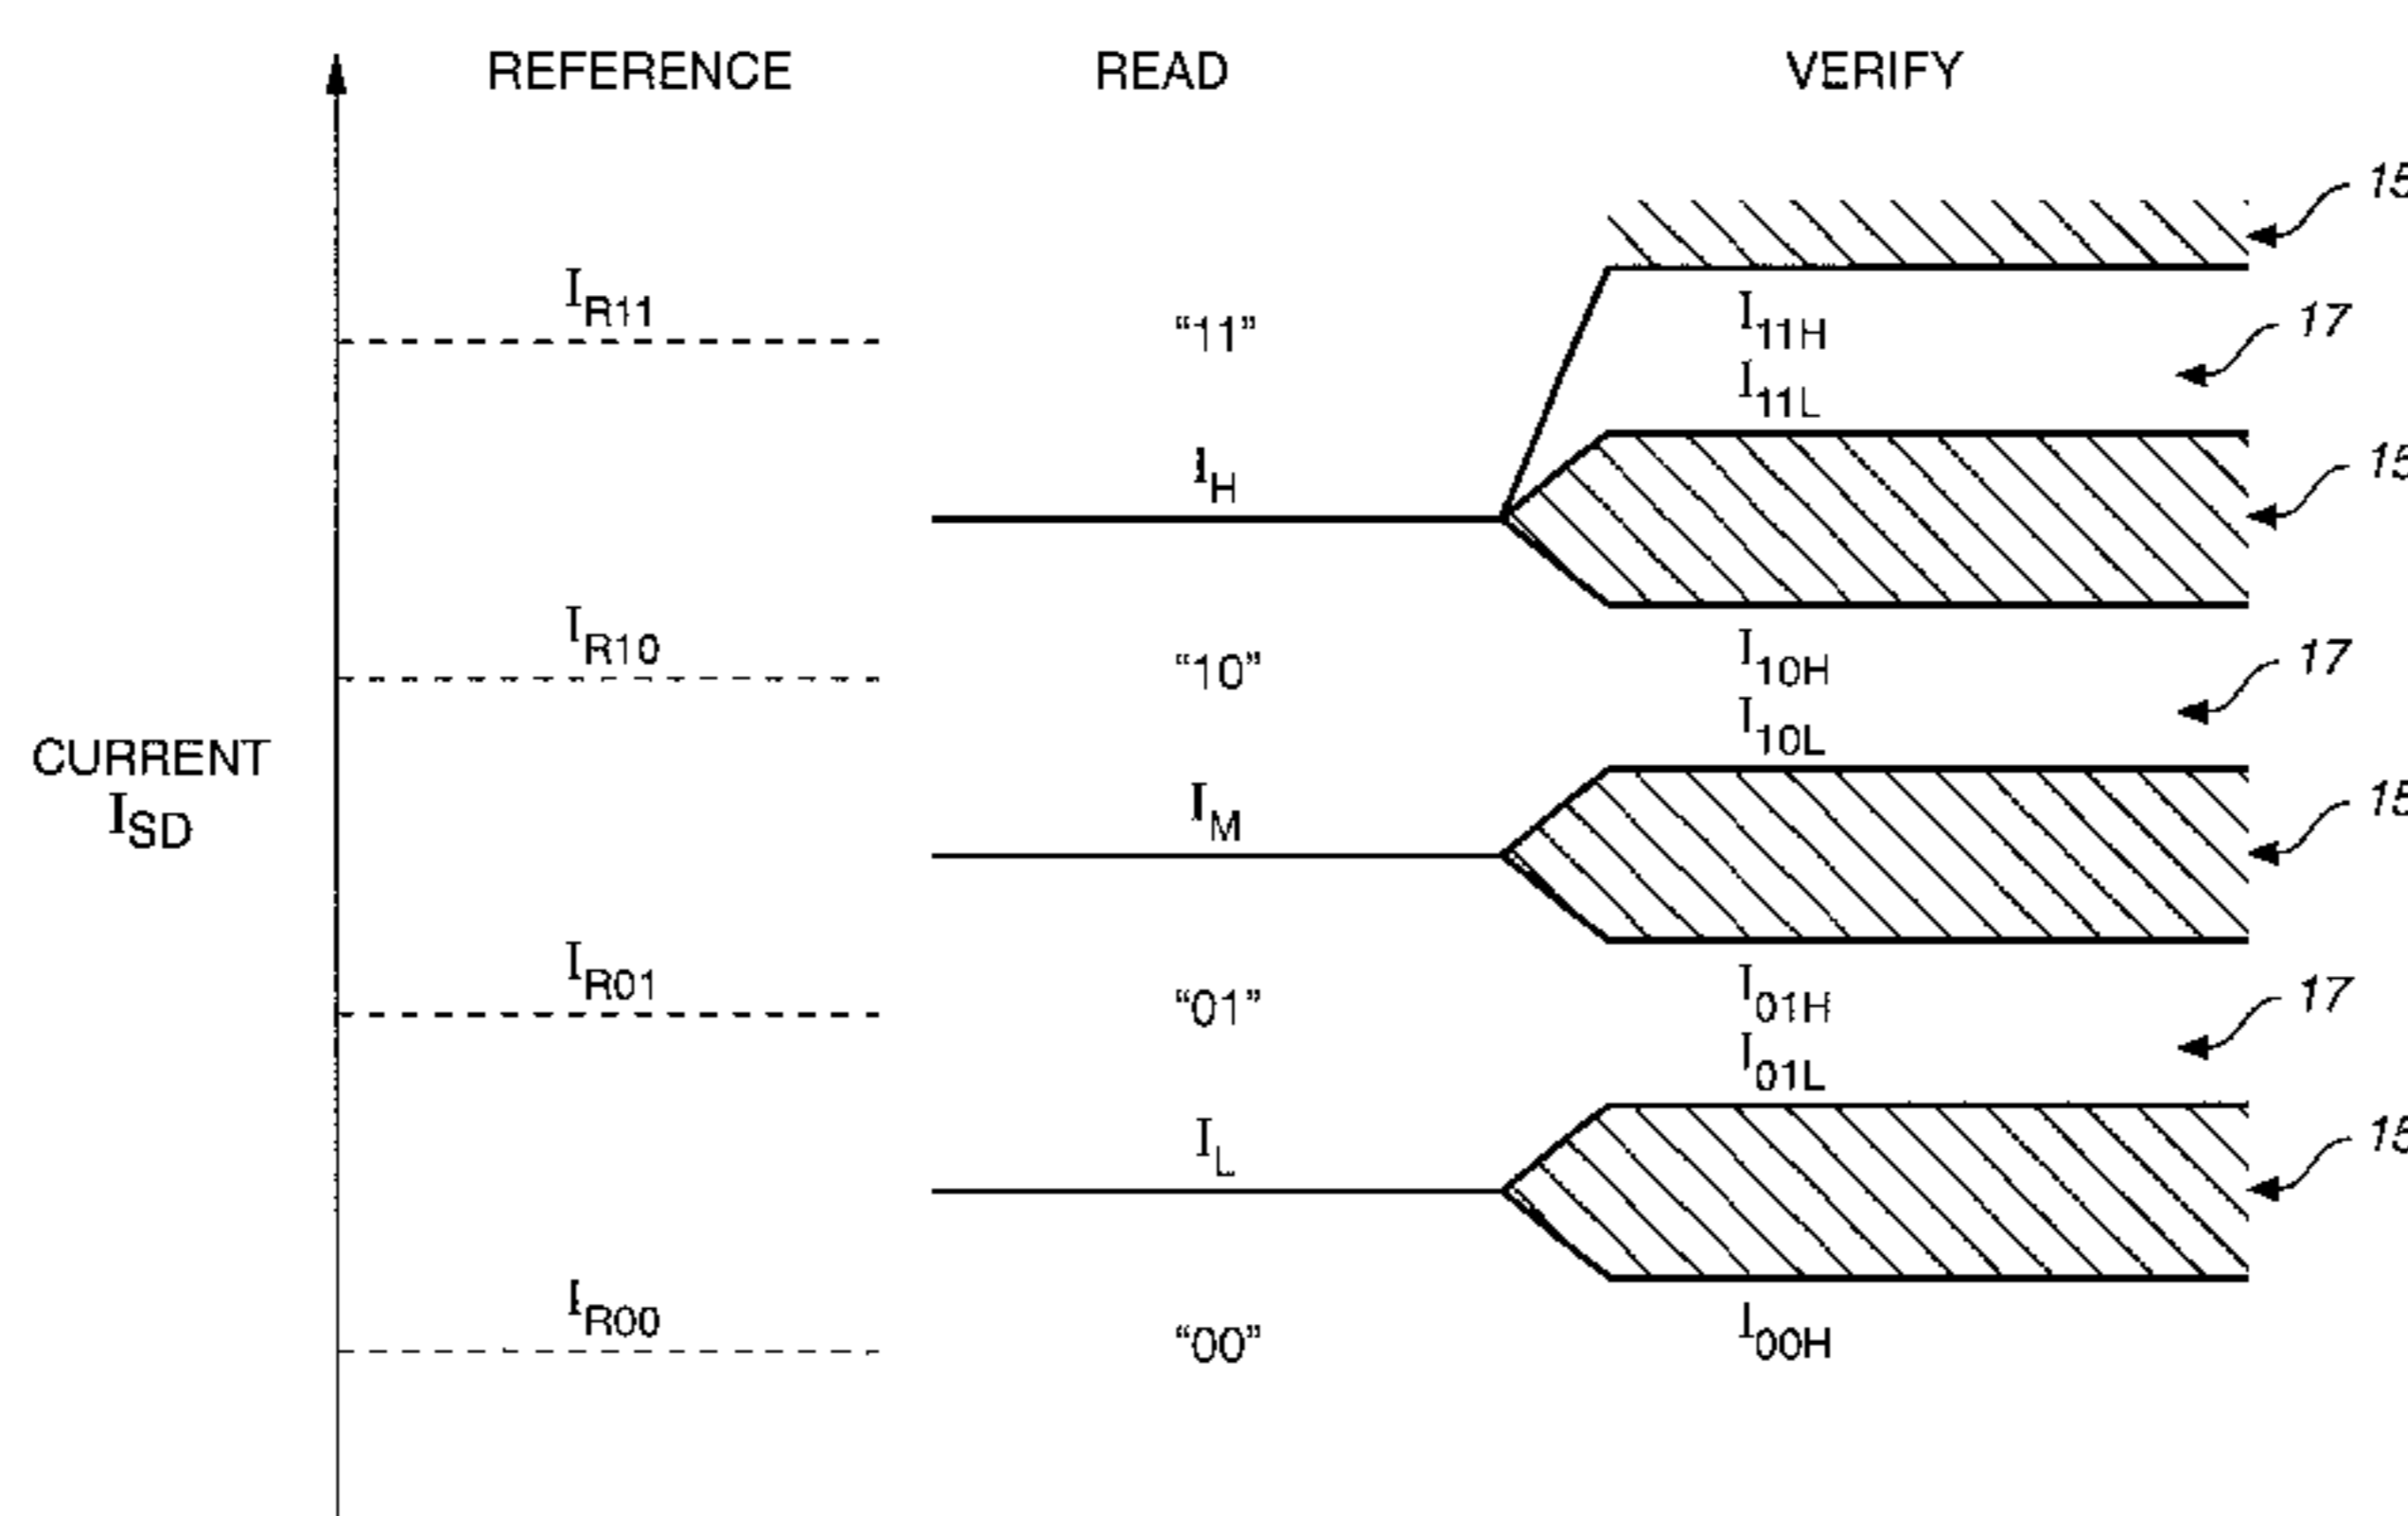 REFERENCE READ VERIFY
15
I_R11 "11" I_11H 17
I_11L
I_H 15
I_R10 "10" I_10H 17
I_10L
CURRENT
I_SD
I_M 15
I_R01 "01" I_01H 17
I_01L
I_L 15
I_R00 "00" I_00H